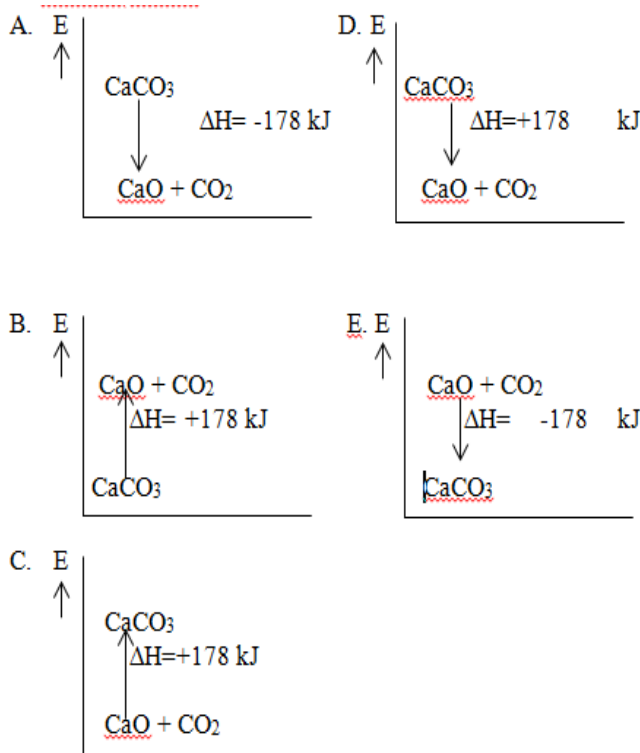 A. E
CaCO3
ΔH= -178 kJ
CaO + CO2
D. E
CaCO3
ΔH=+178 kJ
CaO + CO2
B. E
CaO + CO2
ΔH= +178 kJ
CaCO3
E. E
CaO + CO2
ΔH= -178 kJ
CaCO3
C. E
CaCO3
ΔH=+178 kJ
CaO + CO2